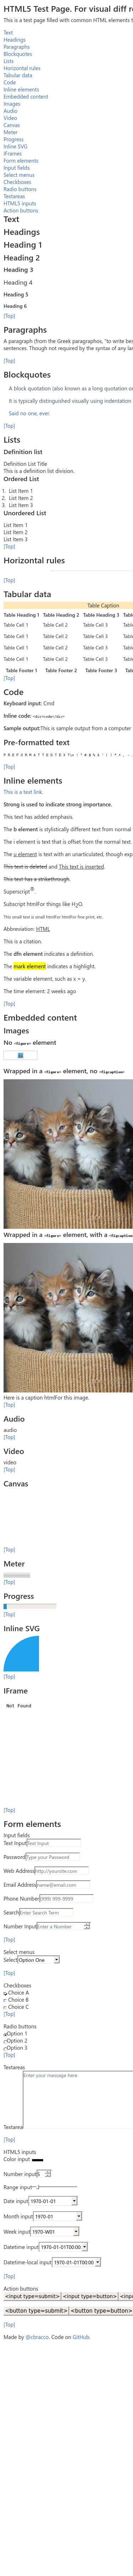 HTML5 Test Page. For visual diff r
This is a test page filled with common HTML elements t
Text
Headings
Paragraphs
Blockquotes
Lists
Horizontal rules
Tabular data
Code
Inline elements
Embedded content
Images
Audio
Video
Canvas
Meter
Progress
Inline SVG
IFrames
Form elements
Input fields
Select menus
Checkboxes
Radio buttons
Textareas
HTML5 inputs
Action buttons
Text
Headings
Heading 1
Heading 2
Heading 3
Heading 4
Heading 5
Heading 6
[Top]
Paragraphs
A paragraph (from the Greek paragraphos, "to write bes
sentences. Though not required by the syntax of any lang
[Top]
Blockquotes
A block quotation (also known as a long quotation or
It is typically distinguished visually using indentation
Said no one, ever.
[Top]
Lists
Definition list
Definition List Title
This is a definition list division.
Ordered List
1. List Item 1
2. List Item 2
3. List Item 3
Unordered List
List Item 1
List Item 2
List Item 3
[Top]
Horizontal rules
[Top]
Tabular data
Table Caption
Table Heading 1 Table Heading 2 Table Heading 3 Tab
Table Cell 1 Table Cell 2 Table Cell 3 Table
Table Cell 1 Table Cell 2 Table Cell 3 Table
Table Cell 1 Table Cell 2 Table Cell 3 Table
Table Cell 1 Table Cell 2 Table Cell 3 Table
Table Footer 1 Table Footer 2 Table Footer 3 Tab
[Top]
Code
Keyboard input: Cmd
Inline code: <div>code</div>
Sample output: This is sample output from a computer
Pre-formatted text
P R E F O R M A T T E D T E X T
[Top]
Inline elements
This is a text link.
Strong is used to indicate strong importance.
This text has added emphasis.
The b element is stylistically different text from normal
The i element is text that is offset from the normal text.
The u element is text with an unarticulated, though expl
This text is deleted and This text is inserted.
This text has a strikethrough.
Superscript®.
Subscript htmlFor things like H2O.
This small text is small htmlFor htmlFor fine print, etc.
Abbreviation: HTML
This is a citation.
The dfn element indicates a definition.
The mark element indicates a highlight.
The variable element, such as x = y.
The time element: 2 weeks ago
[Top]
Embedded content
Images
No <figure> element
Wrapped in a <figure> element, no <figcaption>
Wrapped in a <figure> element, with a <figcaption>
Here is a caption htmlFor this image.
[Top]
Audio
audio
[Top]
Video
video
[Top]
Canvas
[Top]
Meter
[Top]
Progress
[Top]
Inline SVG
[Top]
IFrame
Not Found
[Top]
Form elements
Input fields
Text Input Text Input
Password Type your Password
Web Address http://yoursite.com
Email Address name@email.com
Phone Number (999) 999-9999
Search Enter Search Term
Number Input Enter a Number
[Top]
Select menus
Select Option One
[Top]
Checkboxes
Choice A
Choice B
Choice C
[Top]
Radio buttons
Option 1
Option 2
Option 3
[Top]
Textareas
Enter your message here
Textarea
[Top]
HTML5 inputs
Color input
Number input 5
Range input
Date input 1970-01-01
Month input 1970-01
Week input 1970-W01
Datetime input 1970-01-01T00:00
Datetime-local input 1970-01-01T00:00
[Top]
Action buttons
<input type=submit> <input type=button> <inp
<button type=submit> <button type=button>
[Top]
Made by @cbracco. Code on GitHub.